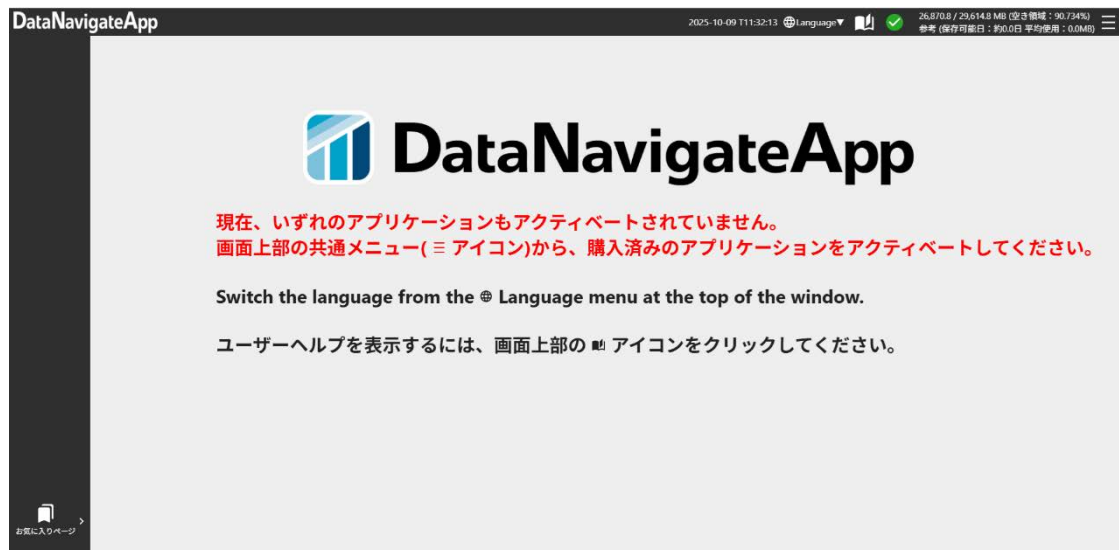 DataNavigateApp
2025-10-09 T11:32:13 Language▼
26,870.8 / 29,614.8 MB (空き領域：90.734%)
参考 (保存可能日：約0.0日 平均使用：0.0MB)
DataNavigateApp
現在、いずれのアプリケーションもアクティベートされていません。
画面上部の共通メニュー( ☰ アイコン)から、購入済みのアプリケーションをアクティベートしてください。
Switch the language from the Language menu at the top of the window.
ユーザーヘルプを表示するには、画面上部の アイコンをクリックしてください。
お気に入りページ